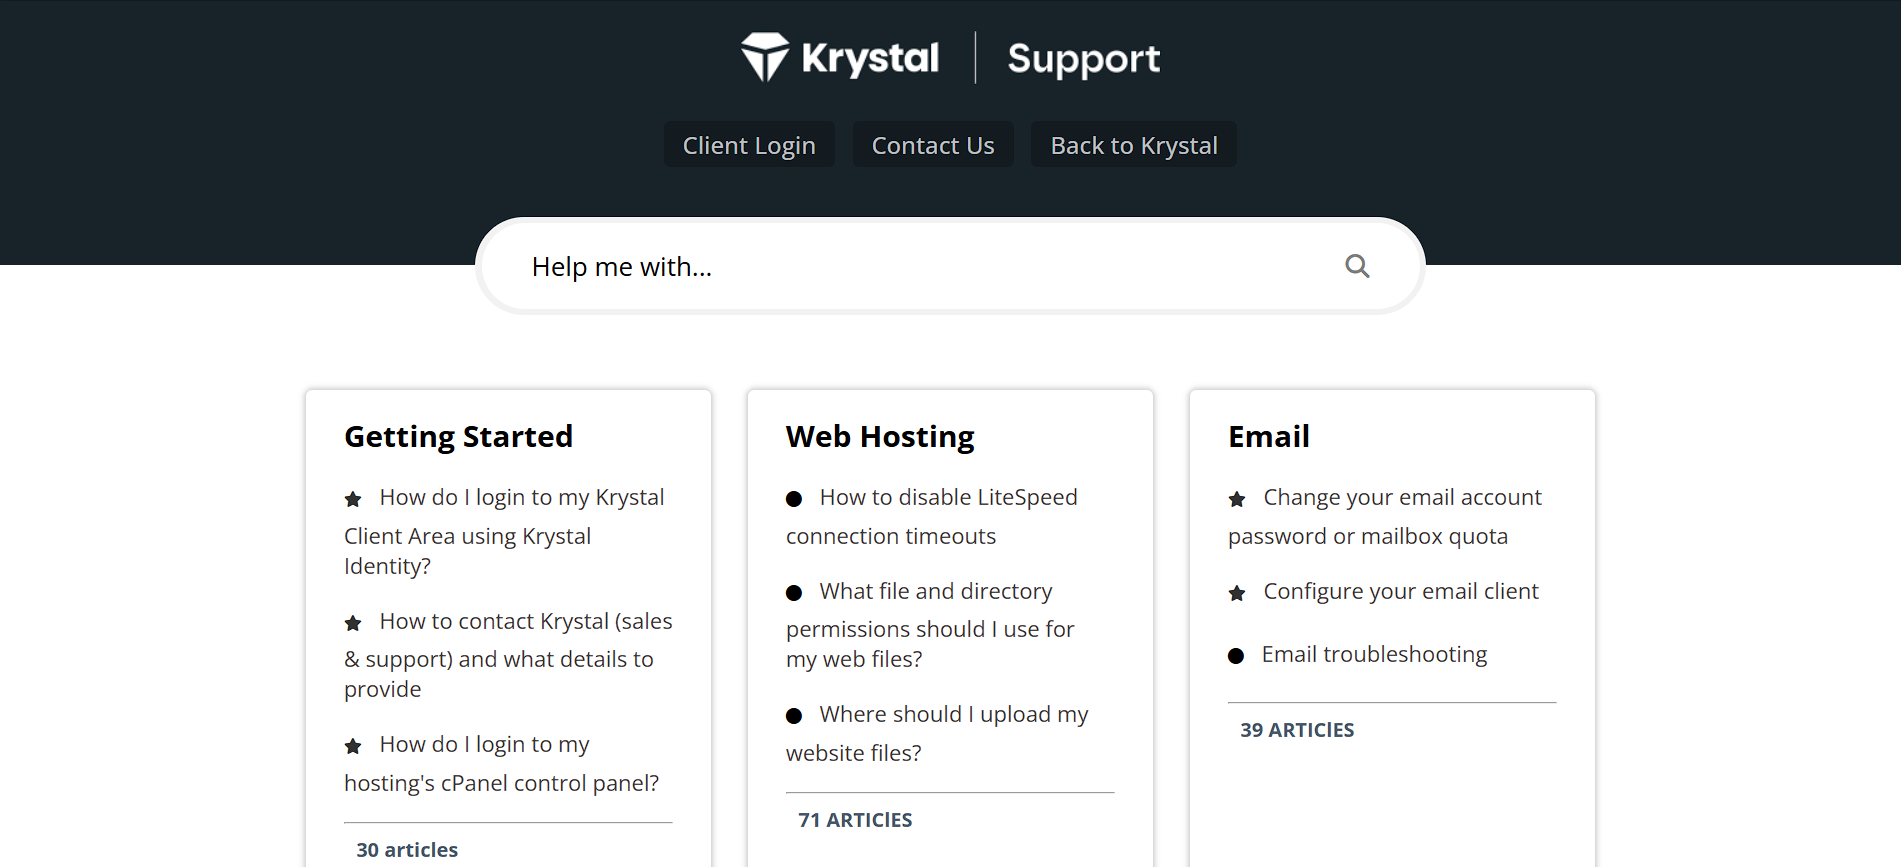 Krystal Support
Client Login Contact Us Back to Krystal
Help me with...
Getting Started
How do I login to my Krystal
Client Area using Krystal
Identity?
How to contact Krystal (sales
& support) and what details to
provide
How do I login to my
hosting's cPanel control panel?
30 articles
Web Hosting
How to disable LiteSpeed
connection timeouts
What file and directory
permissions should I use for
my web files?
Where should I upload my
website files?
71 ARTIClES
Email
Change your email account
password or mailbox quota
Configure your email client
Email troubleshooting
39 ARTIClES